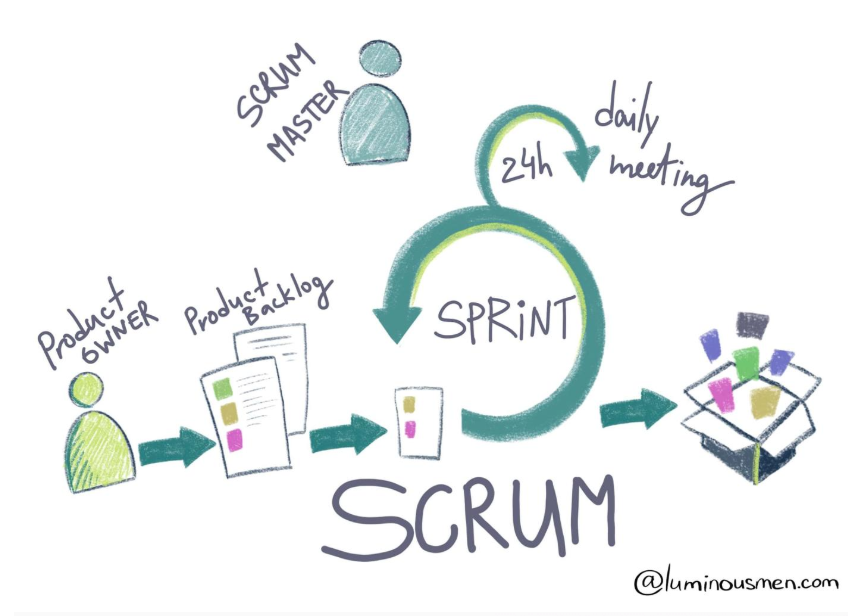 SCRUM
MASTER
24h
daily
meeting
Product
OWNER
Product
Backlog
SPRiNT
SCRUM
@luminousmen.com